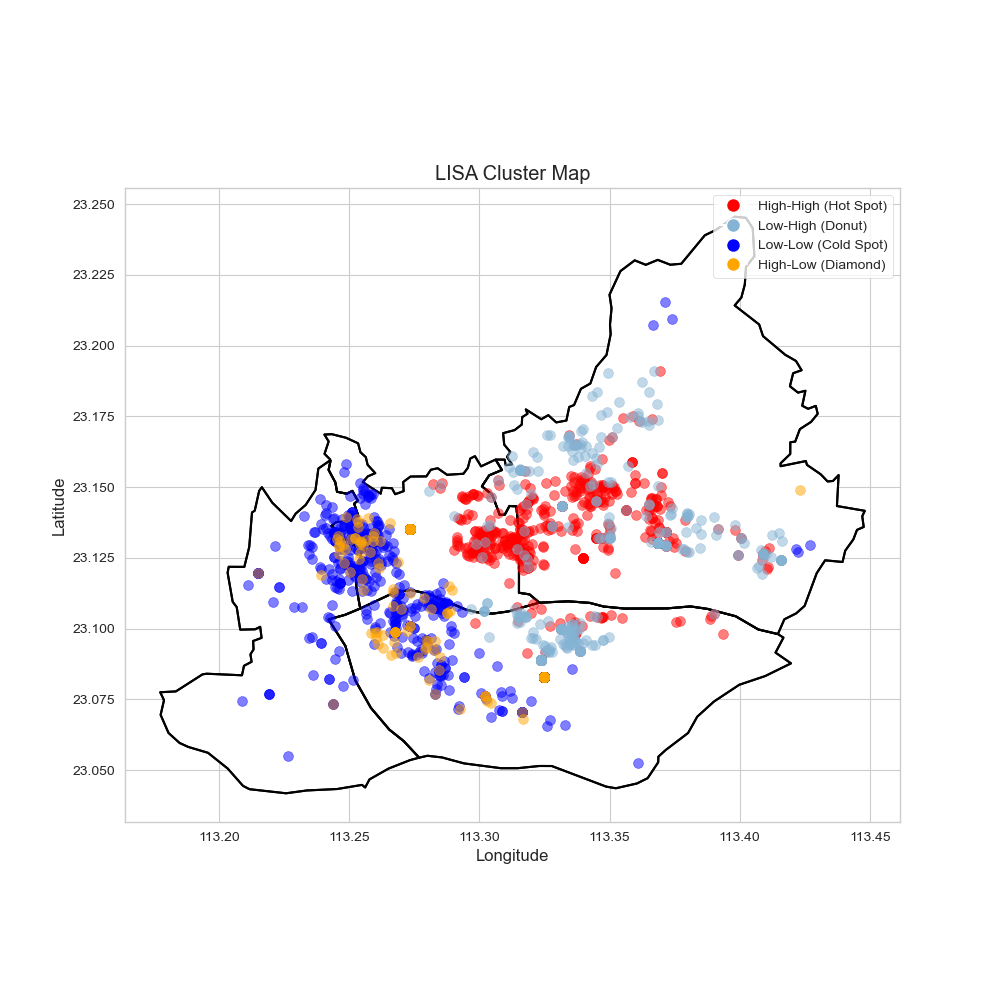 LISA Cluster Map
High-High (Hot Spot)
Low-High (Donut)
Low-Low (Cold Spot)
High-Low (Diamond)
Latitude
23.250
23.225
23.200
23.175
23.150
23.125
23.100
23.075
23.050
113.20 113.25 113.30 113.35 113.40 113.45
Longitude